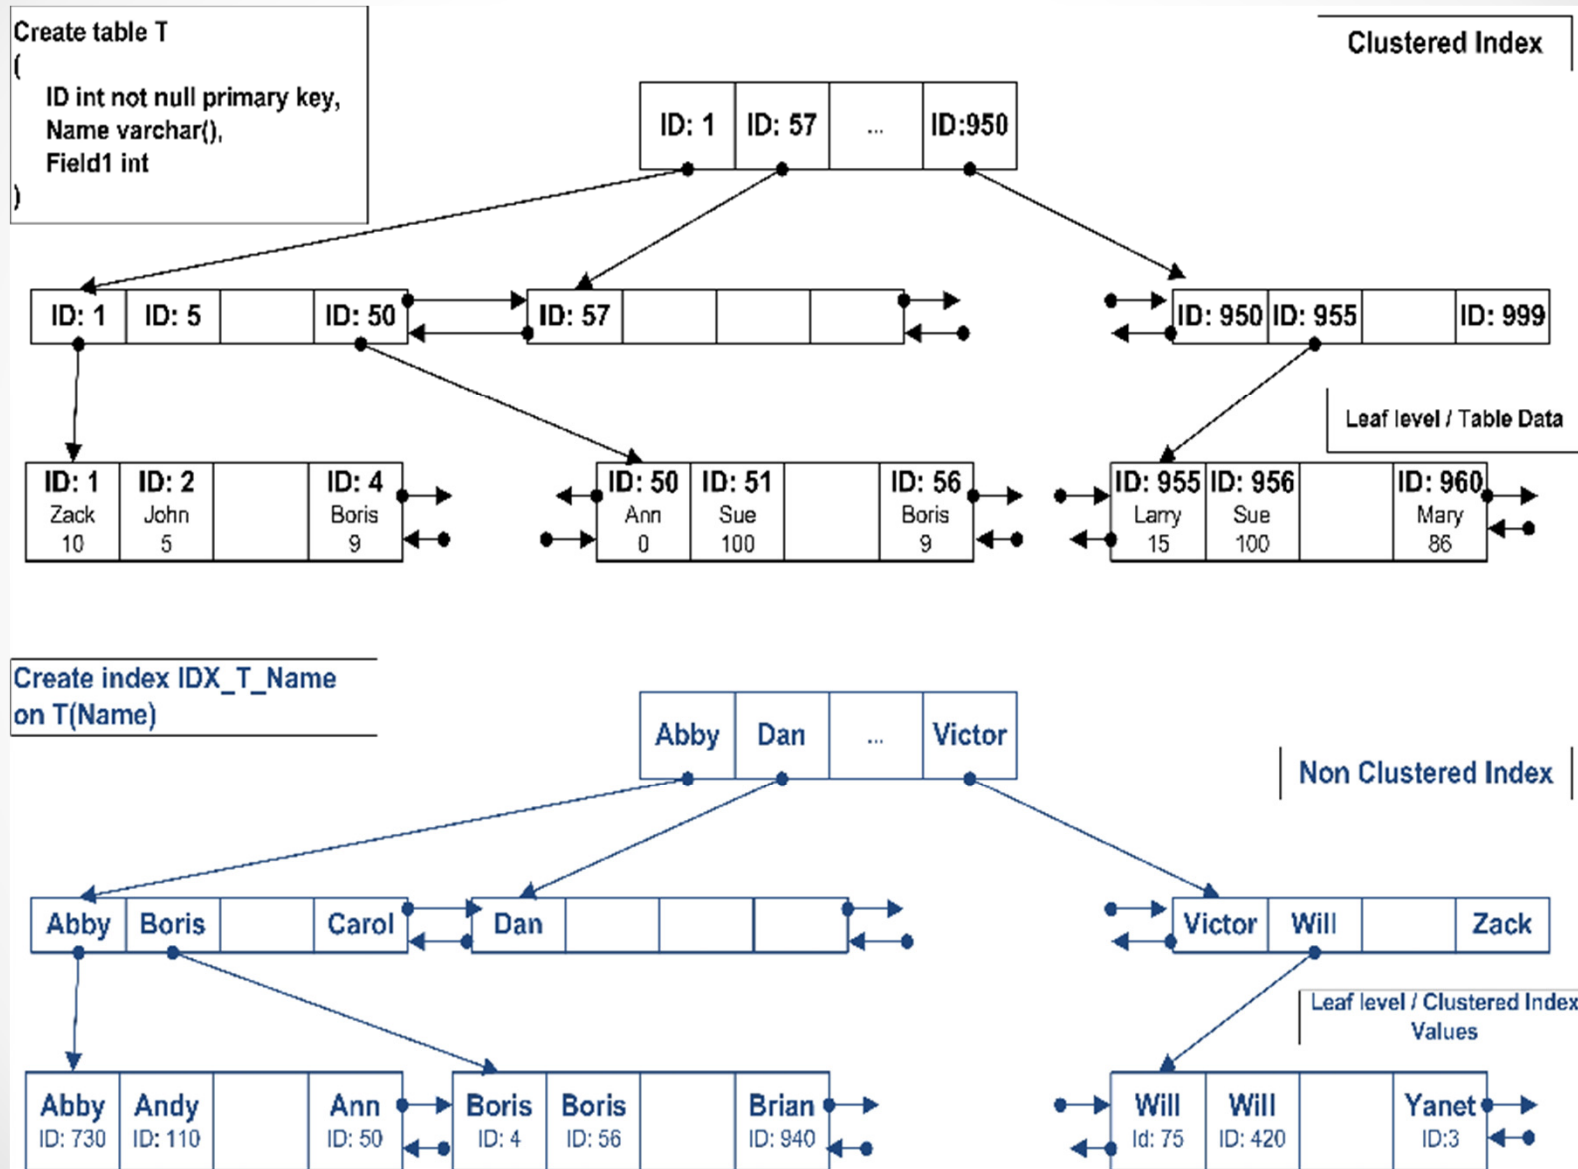 Create table T
(
ID int not null primary key,
Name varchar(),
Field1 int
)
Clustered Index
ID: 1 ID: 57 ... ID:950
ID: 1 ID: 5 ID: 50 ID: 57 ID: 950 ID: 955 ID: 999
Leaf level / Table Data
ID: 1 ID: 2 ID: 4 ID: 50 ID: 51 ID: 56 ID: 955 ID: 956 ID: 960
Zack John Boris Ann Sue Boris Larry Sue Mary
10 5 9 0 100 9 15 100 86
Create index IDX_T_Name
on T(Name)
Abby Dan ... Victor
Non Clustered Index
Abby Boris Carol Dan Victor Will Zack
Leaf level / Clustered Index
Values
Abby Andy Ann Boris Boris Brian Will Will Yanet
ID: 730 ID: 110 ID: 50 ID: 4 ID: 56 ID: 940 Id: 75 ID: 420 ID:3